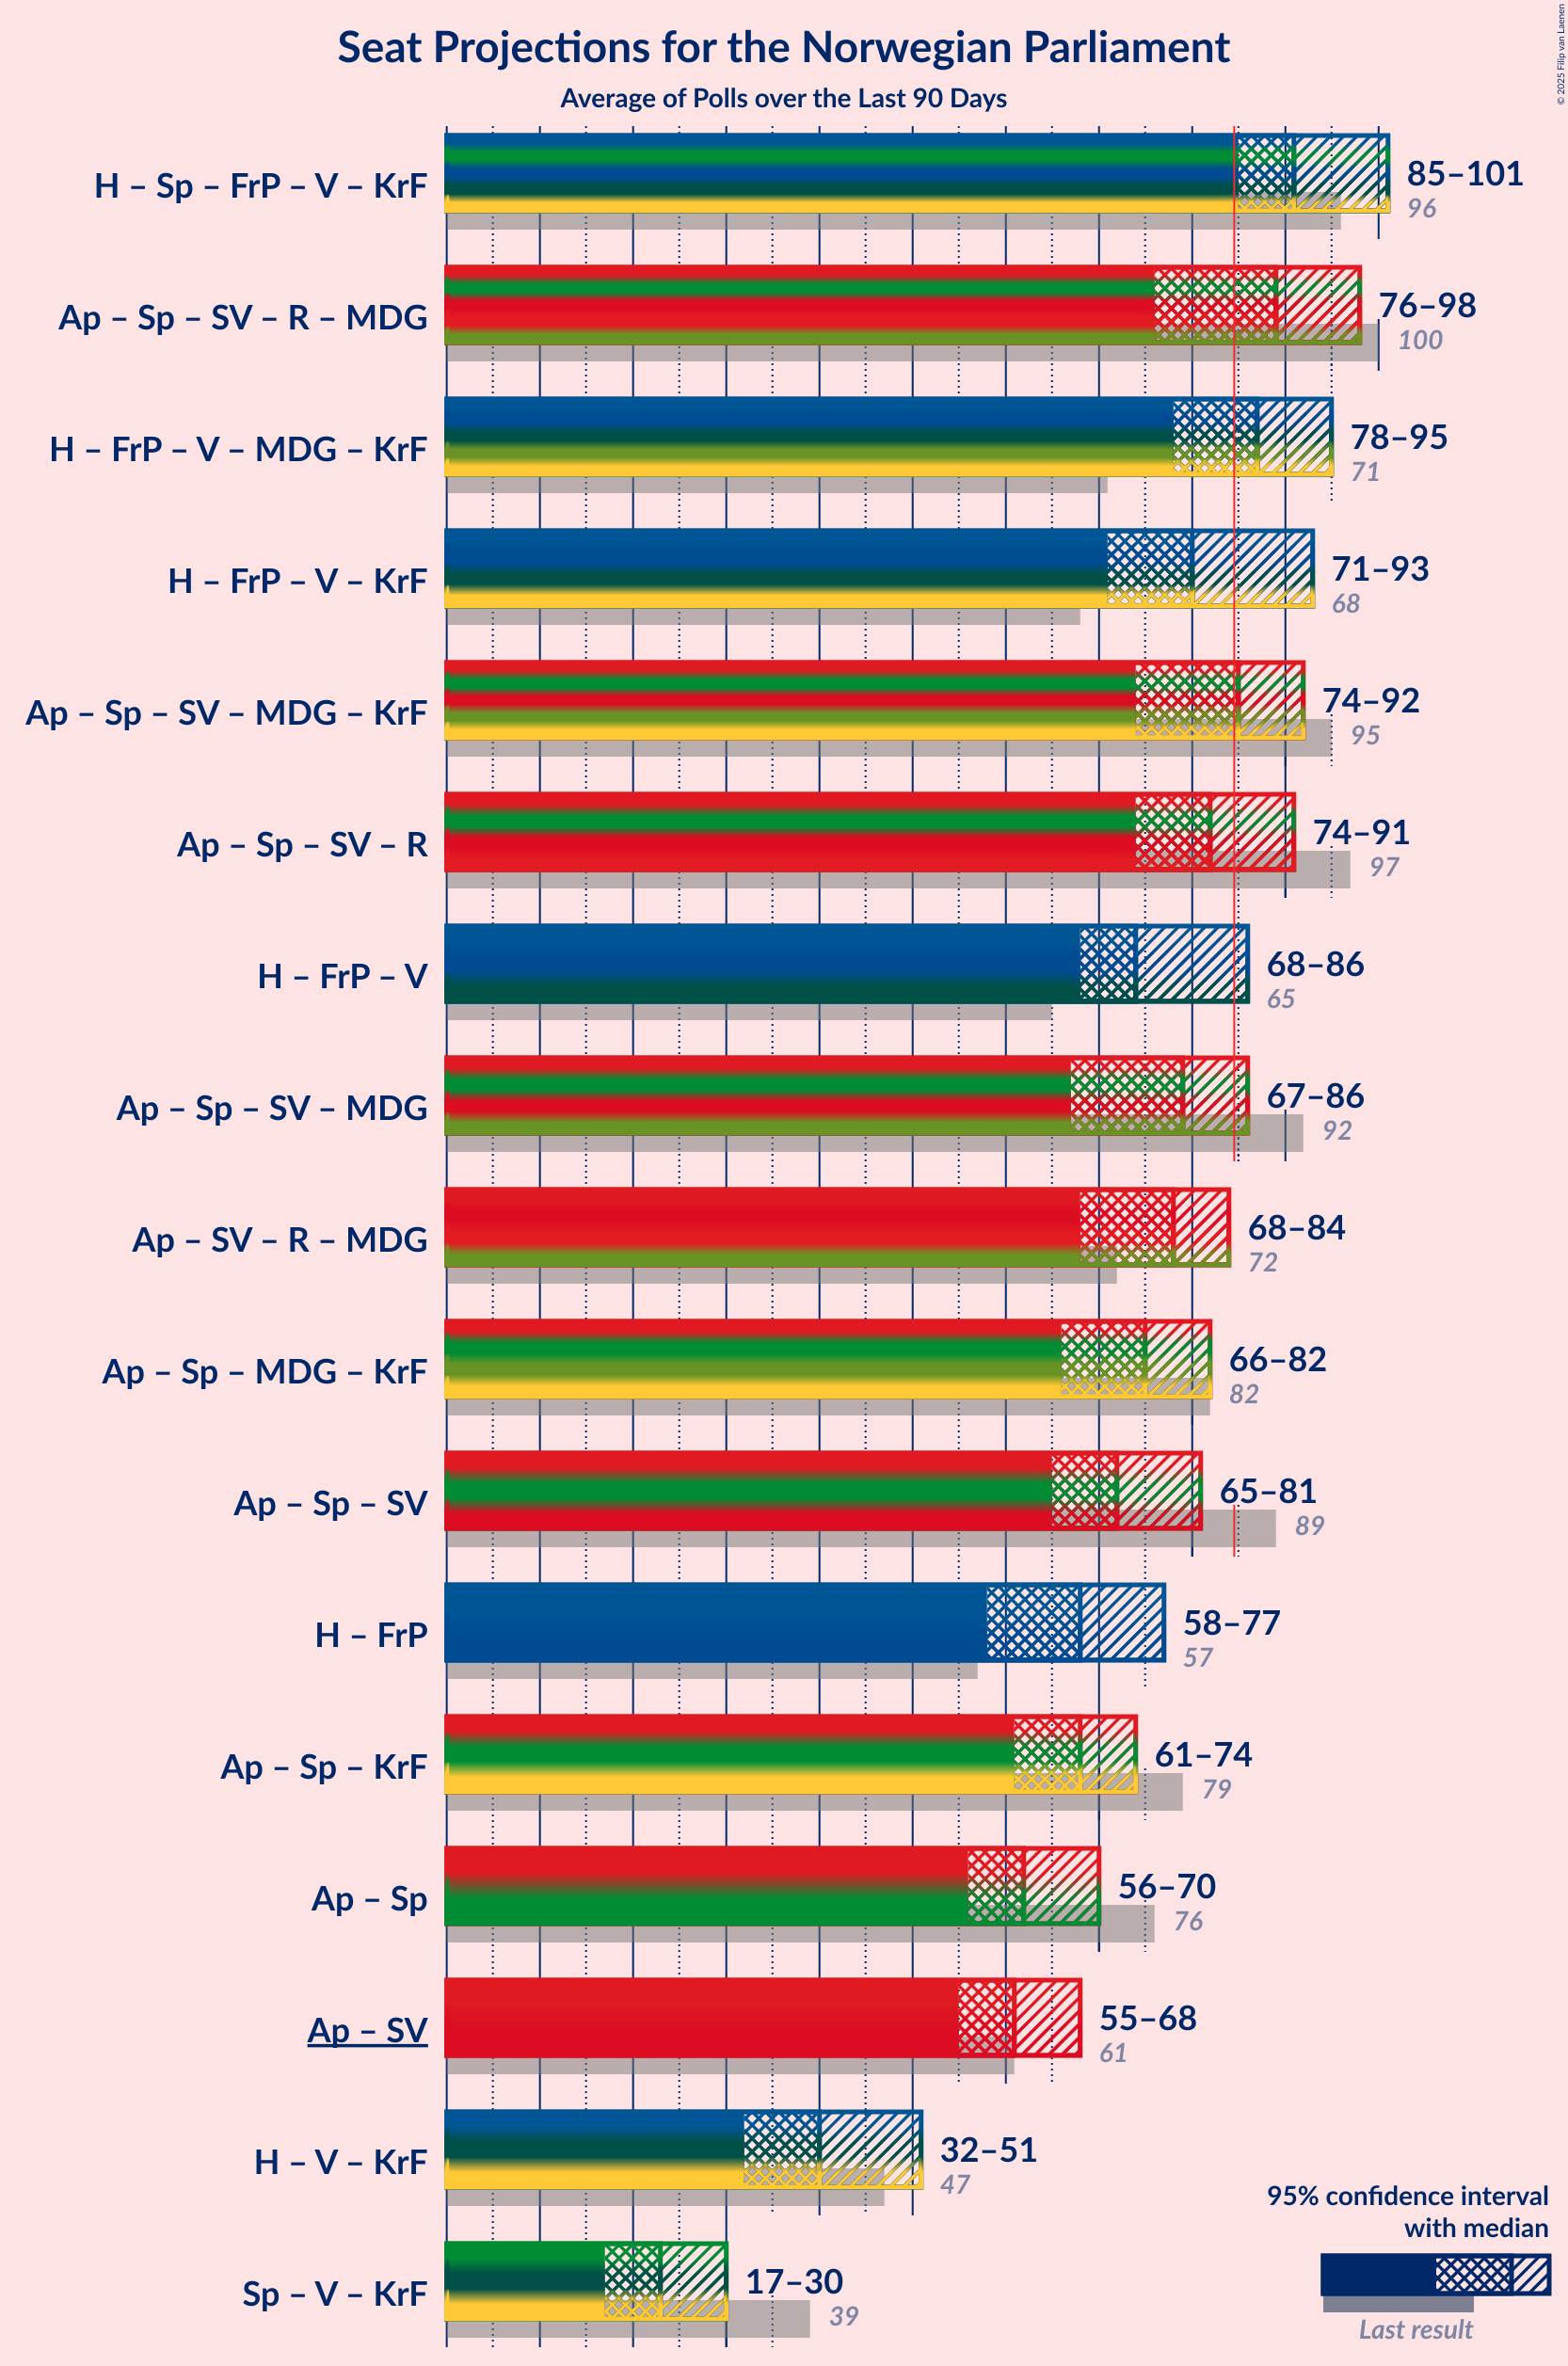 Seat Projections for the Norwegian Parliament
Average of Polls over the Last 90 Days
© 2025 Filip van Laenen
H – Sp – FrP – V – KrF
85–101
96
Ap – Sp – SV – R – MDG
76–98
100
H – FrP – V – MDG – KrF
78–95
71
H – FrP – V – KrF
71–93
68
Ap – Sp – SV – MDG – KrF
74–92
95
Ap – Sp – SV – R
74–91
97
H – FrP – V
68–86
65
Ap – Sp – SV – MDG
67–86
92
Ap – SV – R – MDG
68–84
72
Ap – Sp – MDG – KrF
66–82
82
Ap – Sp – SV
65–81
89
H – FrP
58–77
57
Ap – Sp – KrF
61–74
79
Ap – Sp
56–70
76
Ap – SV
55–68
61
H – V – KrF
32–51
47
Sp – V – KrF
17–30
39
95% confidence interval
with median
Last result